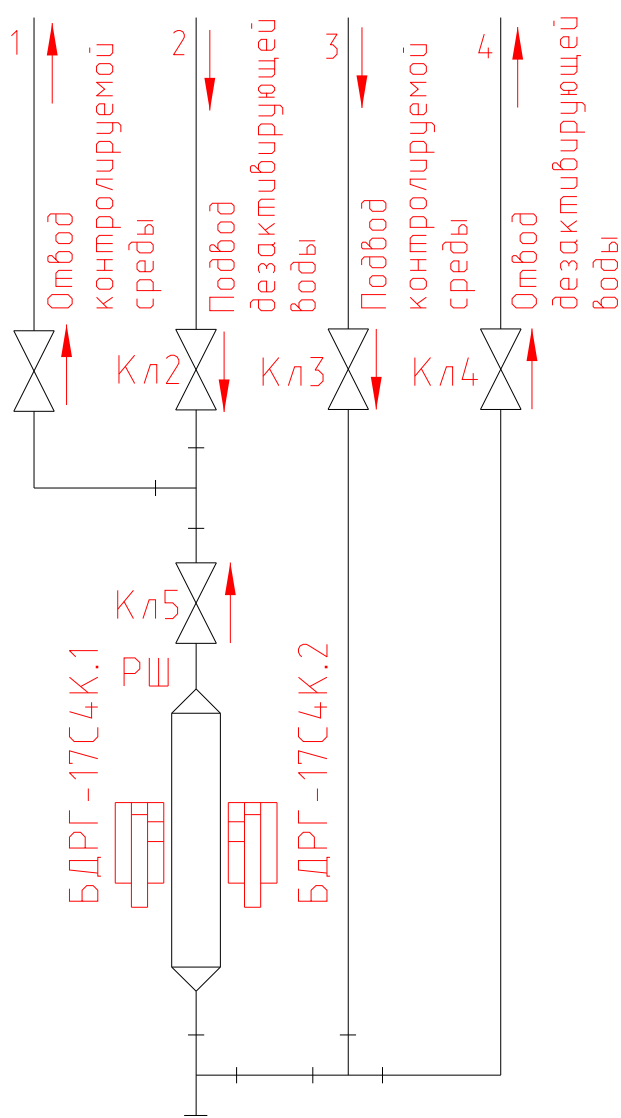 1
2
3
4
Отвод
контролируемой
среды
Подвод
дезактивирующей
воды
Подвод
контролируемой
среды
Отвод
дезактивирующей
воды
Кл2
Кл3
Кл4
Кл5
РШ
БДРГ-17С4К.1
БДРГ-17С4К.2